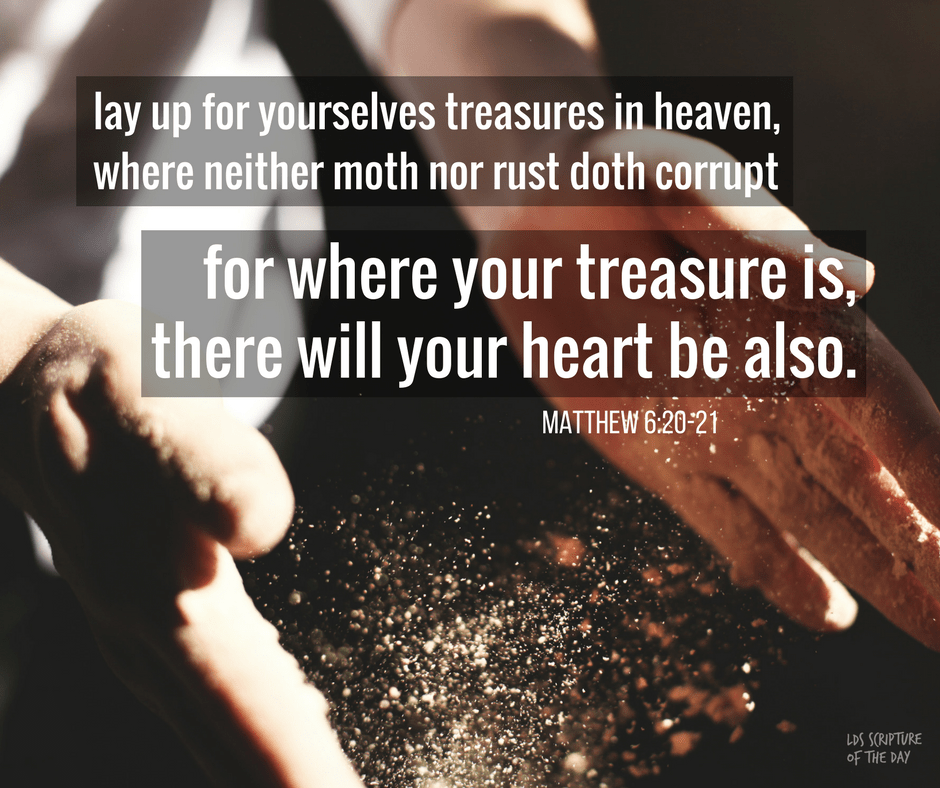 lay up for yourselves treasures in heaven,
where neither moth nor rust doth corrupt
for where your treasure is,
there will your heart be also.
MATTHEW 6:20-21
LDS SCRIPTURE
OF THE DAY